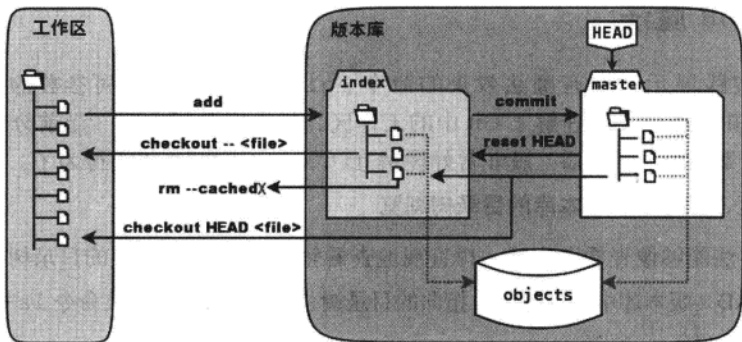 工作区
版本库
HEAD
index
master
add
commit
checkout -- <file>
reset HEAD
rm --cached
checkout HEAD <file>
objects